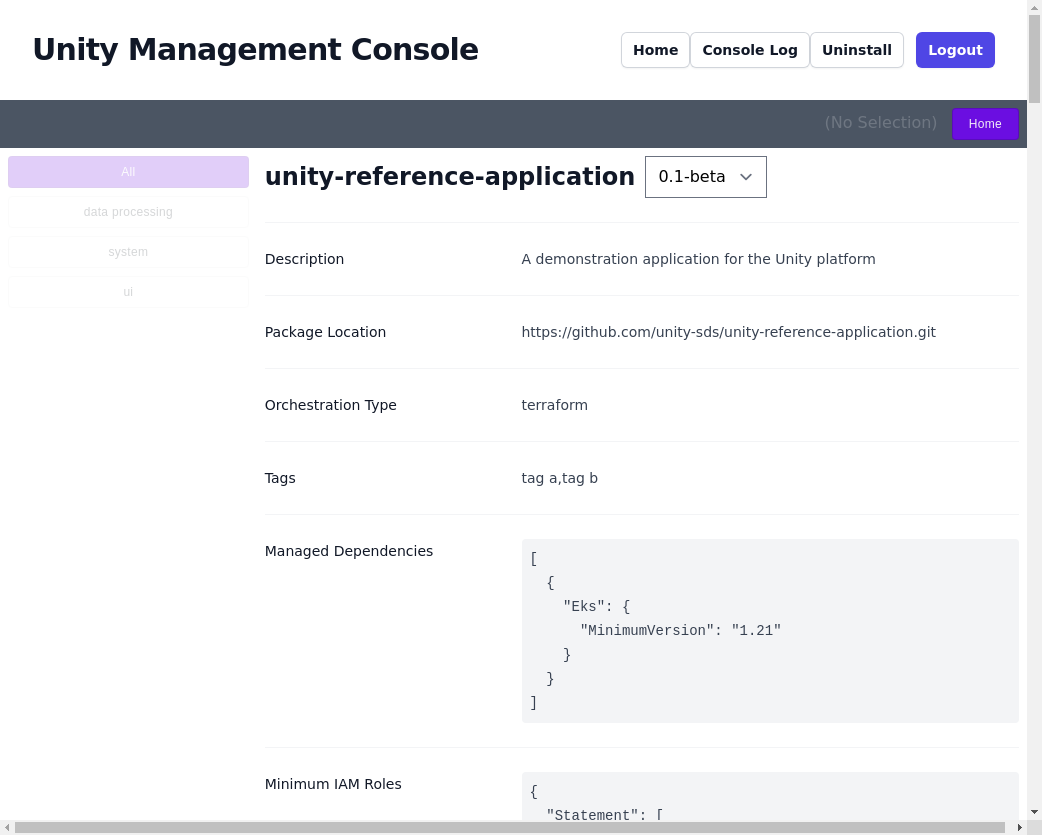 Unity Management Console
Home
Console Log
Uninstall
Logout
(No Selection)
Home
All
data processing
system
ui
unity-reference-application
0.1-beta
Description
A demonstration application for the Unity platform
Package Location
https://github.com/unity-sds/unity-reference-application.git
Orchestration Type
terraform
Tags
tag a,tag b
Managed Dependencies
[
  {
    "Eks": {
      "MinimumVersion": "1.21"
    }
  }
]
Minimum IAM Roles
{
  "Statement": [